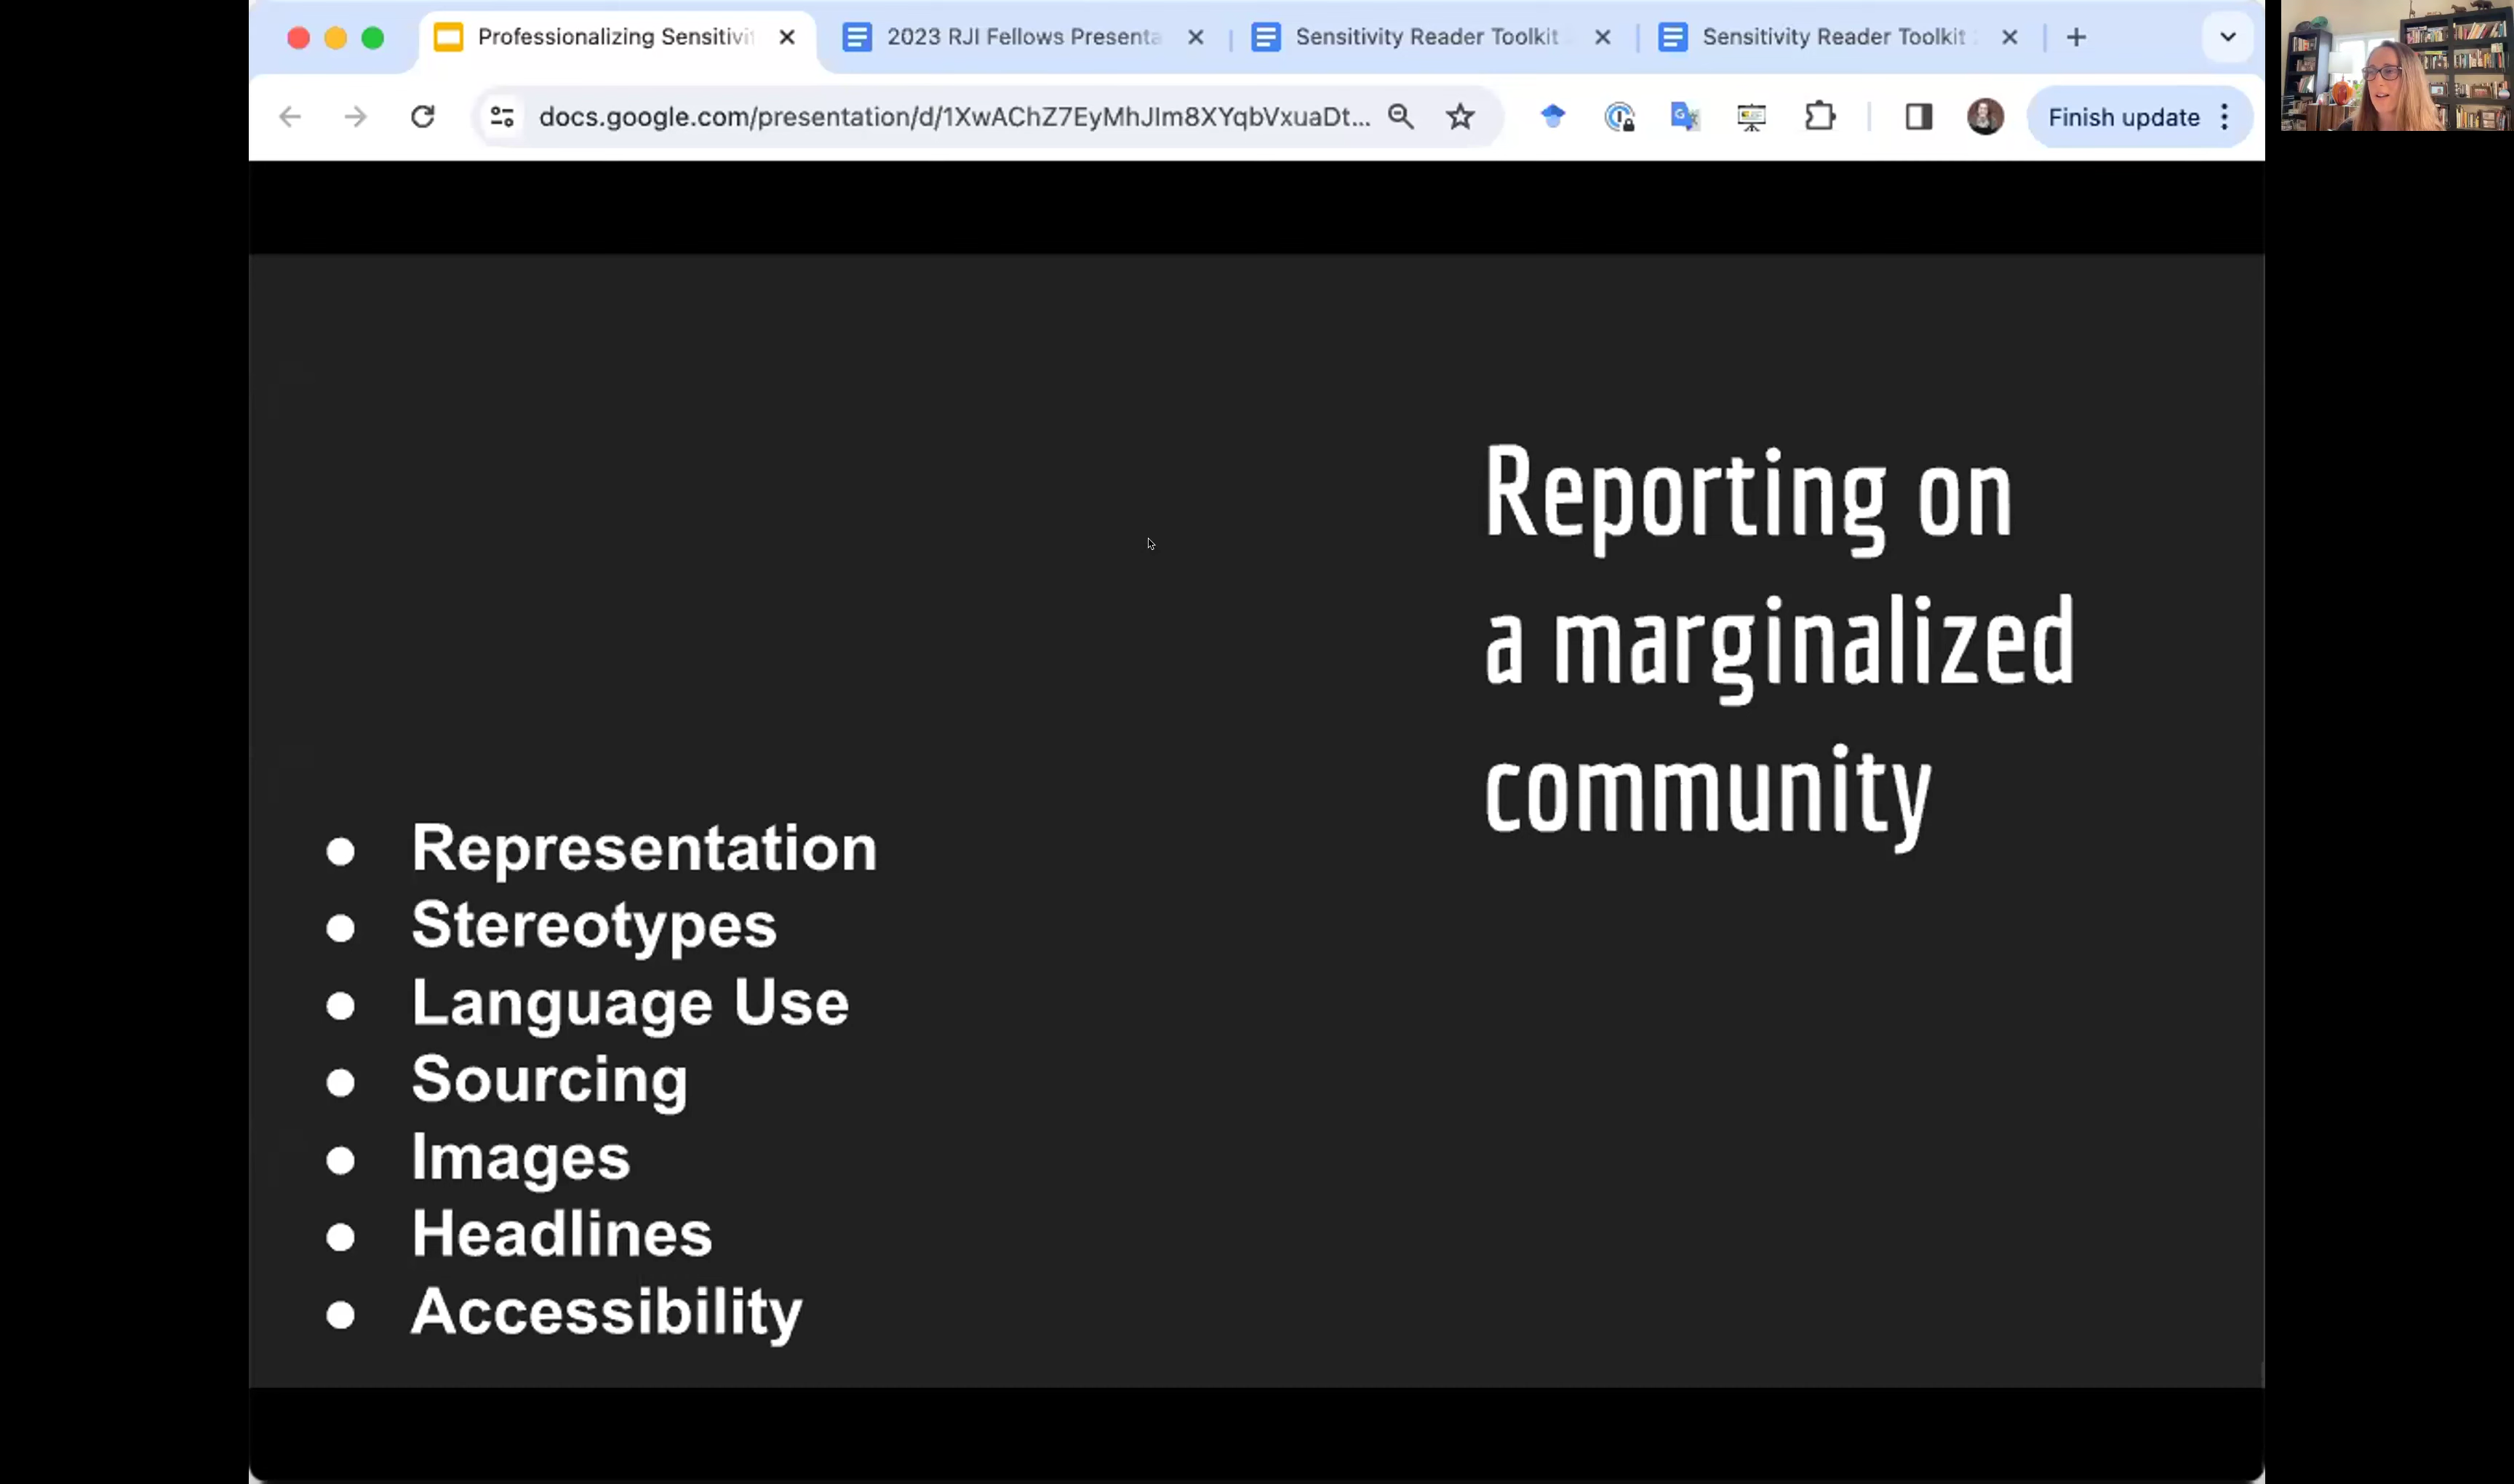 Professionalizing Sensitivi
2023 RJI Fellows Presenta
Sensitivity Reader Toolkit
Sensitivity Reader Toolkit
docs.google.com/presentation/d/1XwAChZ7EyMhJIm8XYqbVxuaDt...
Finish update
Reporting on
a marginalized
community
● Representation
● Stereotypes
● Language Use
● Sourcing
● Images
● Headlines
● Accessibility